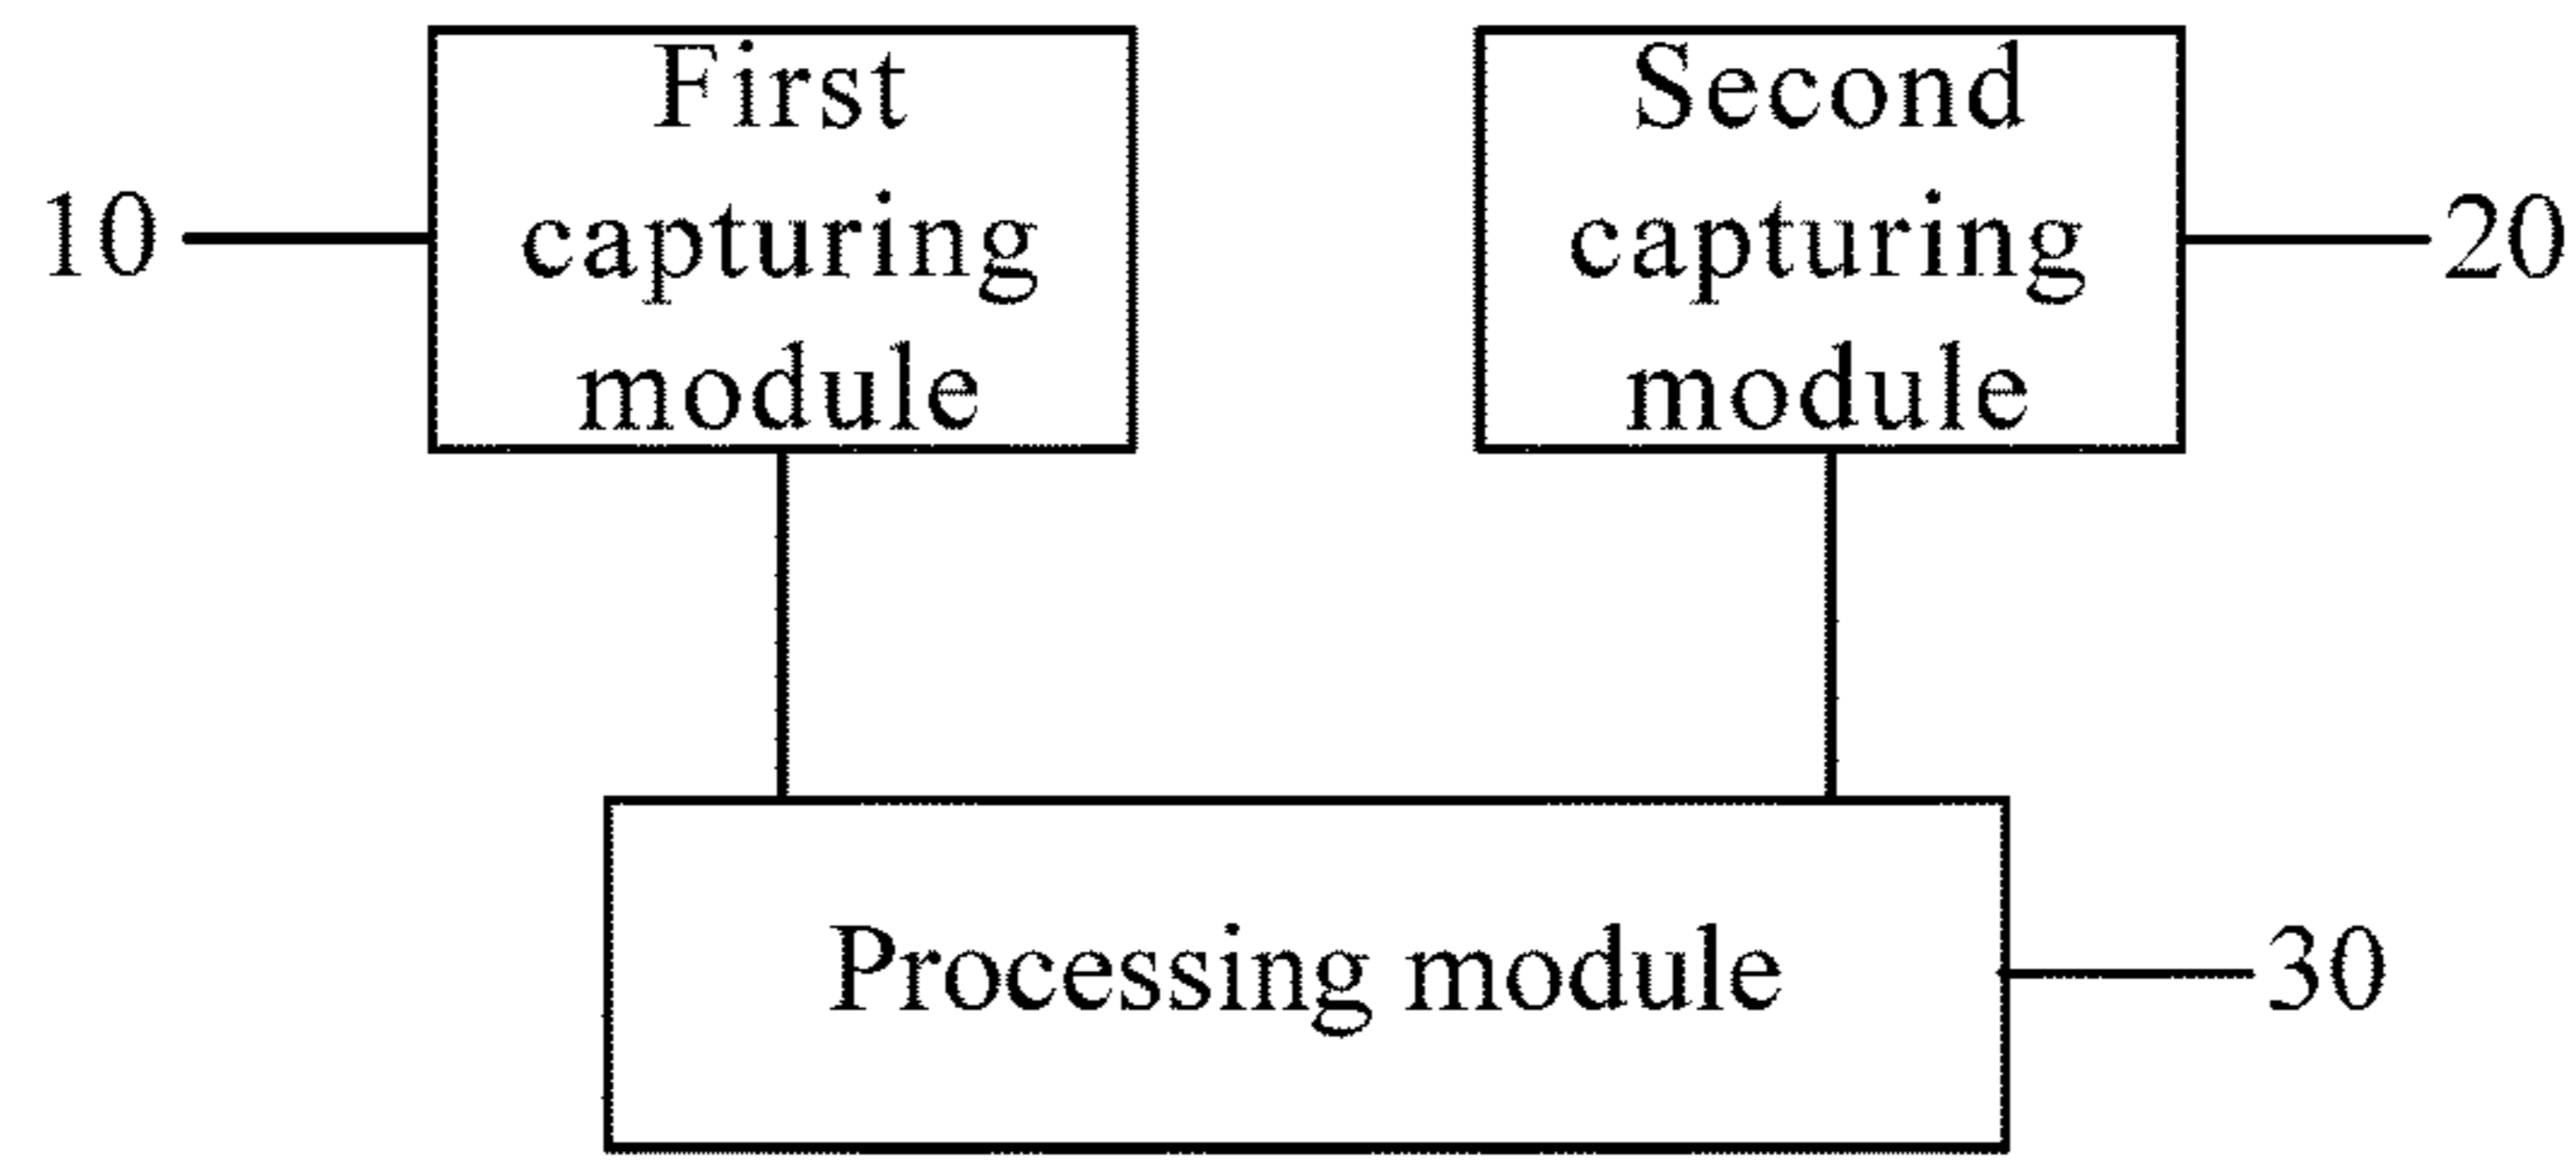 First
capturing
module
10
Second
capturing
module
20
Processing module
30